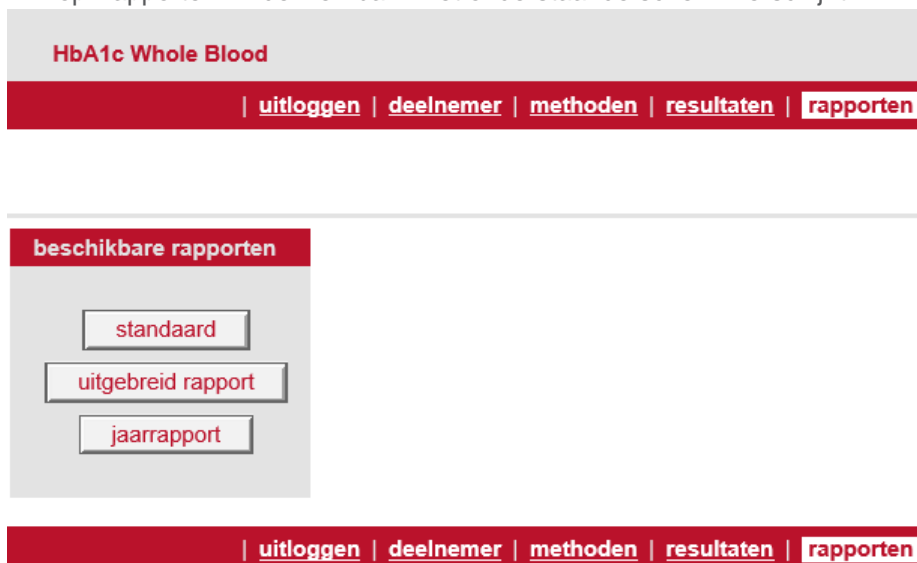 HbA1c Whole Blood
| uitloggen | deelnemer | methoden | resultaten | rapporten
beschikbare rapporten
standaard
uitgebreid rapport
jaarrapport
| uitloggen | deelnemer | methoden | resultaten | rapporten